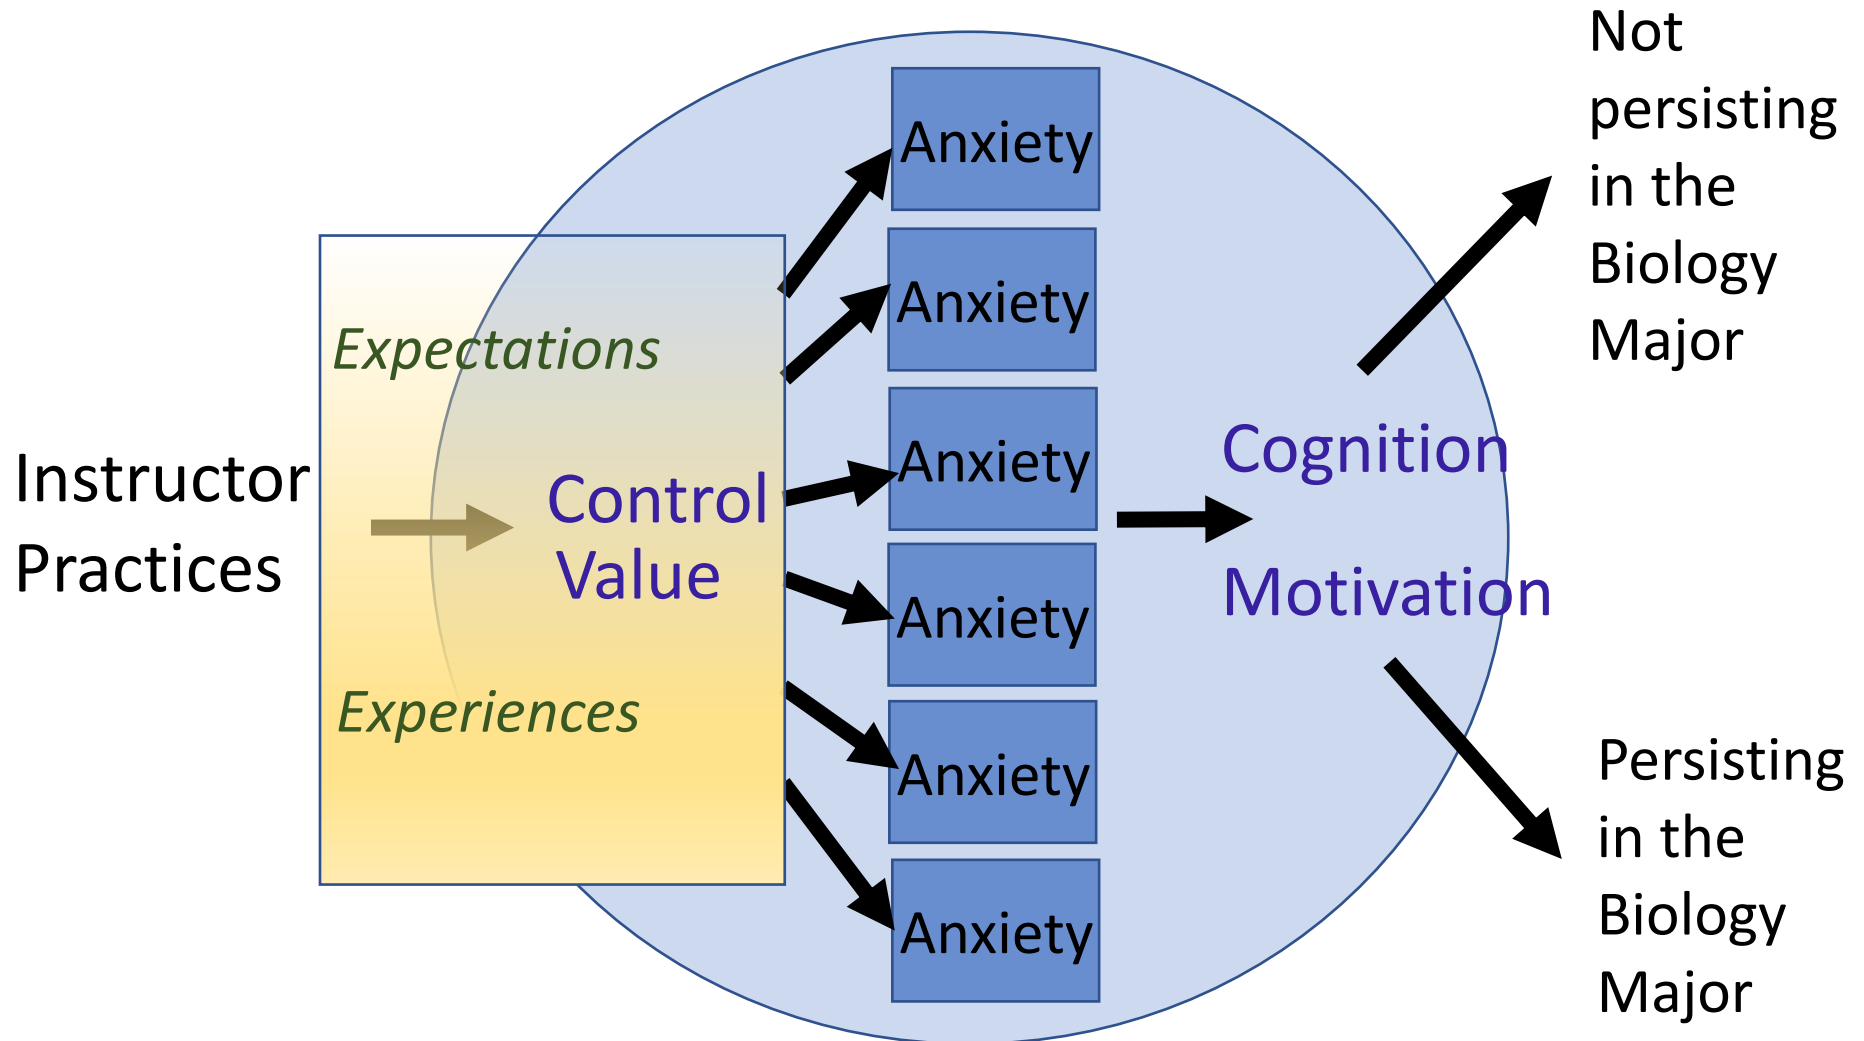 Instructor
Practices
Expectations
Control
Value
Experiences
Anxiety
Anxiety
Anxiety
Anxiety
Anxiety
Anxiety
Cognition
Motivation
Not
persisting
in the
Biology
Major
Persisting
in the
Biology
Major